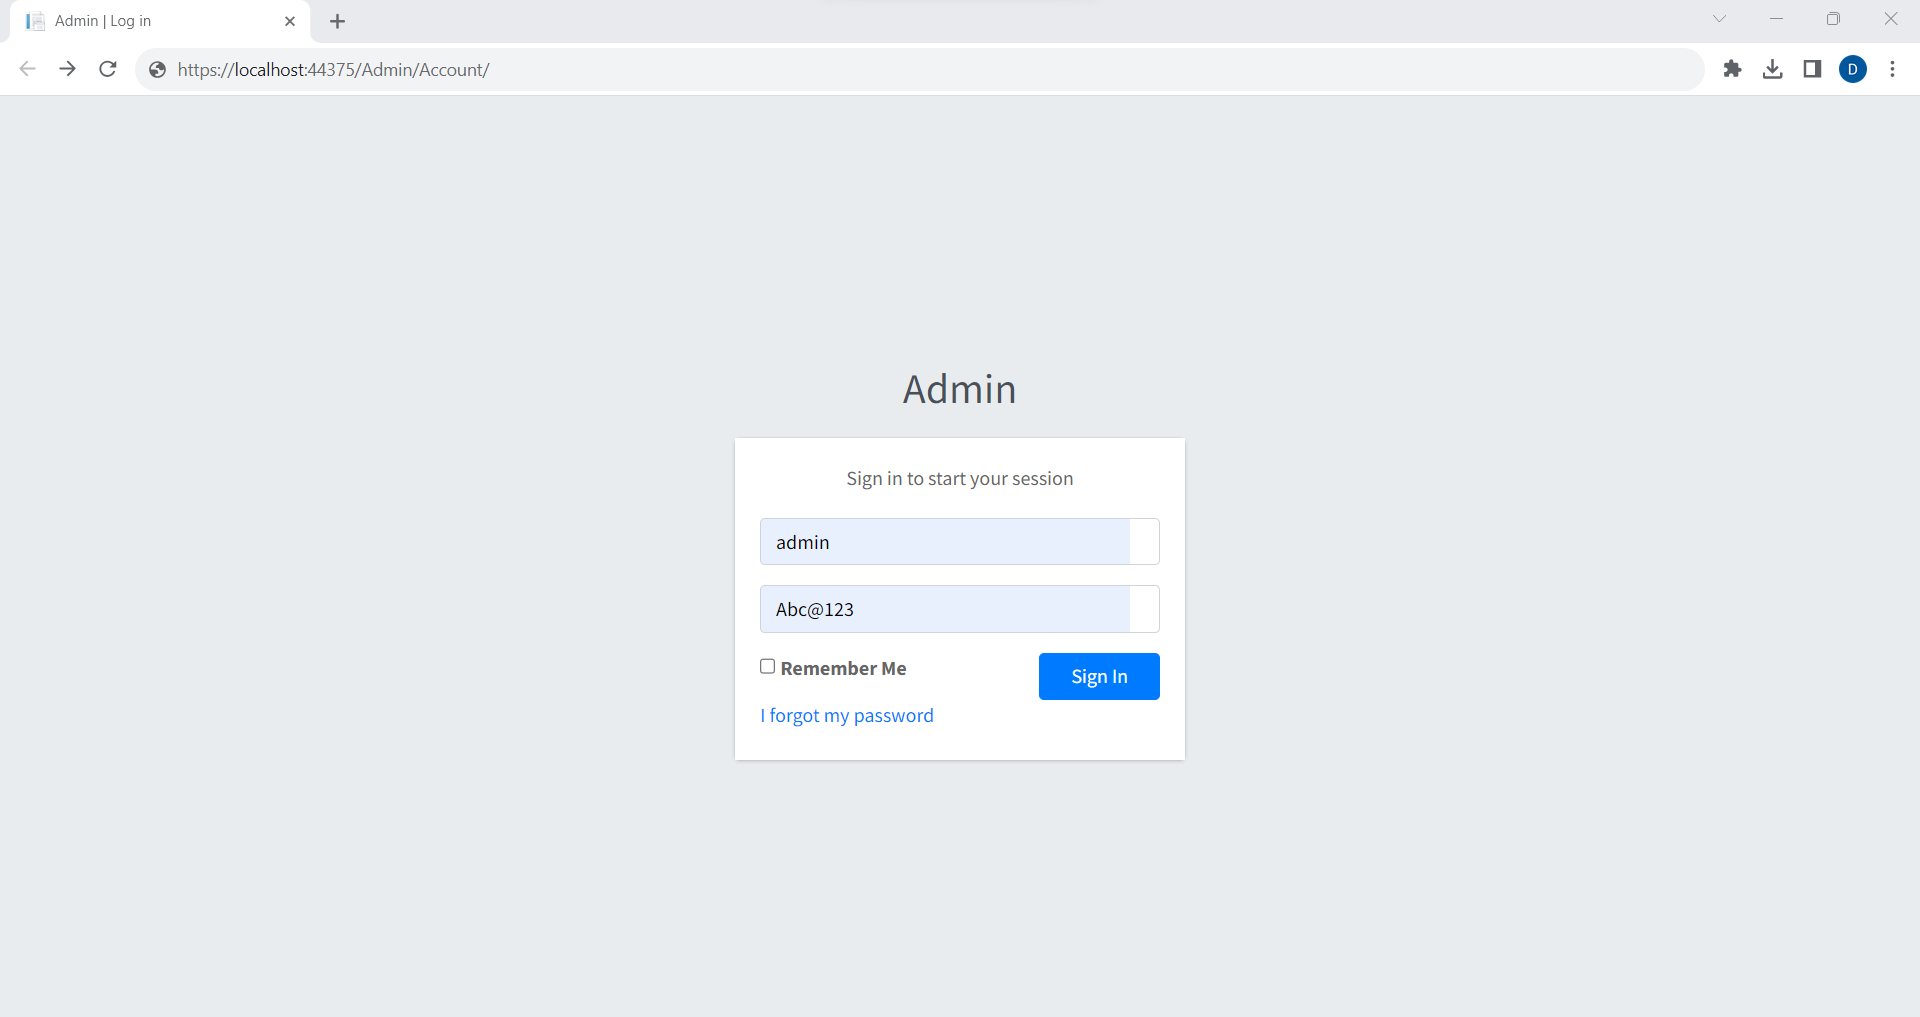 Admin | Log in
https://localhost:44375/Admin/Account/
D
Admin
Sign in to start your session
admin
Abc@123
Remember Me
Sign In
I forgot my password